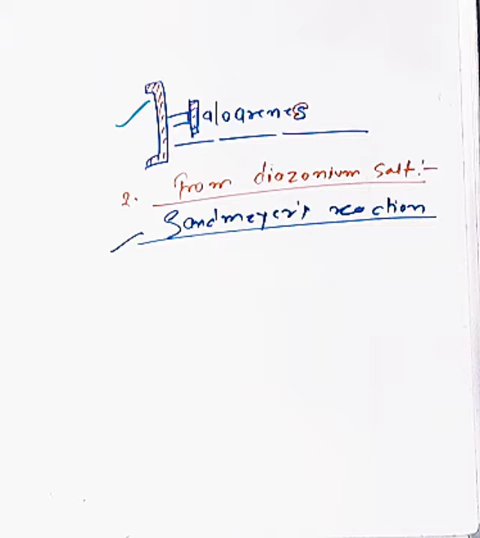 Haloarenes
2. From diazonium salt:-
Sandmeyer's reaction